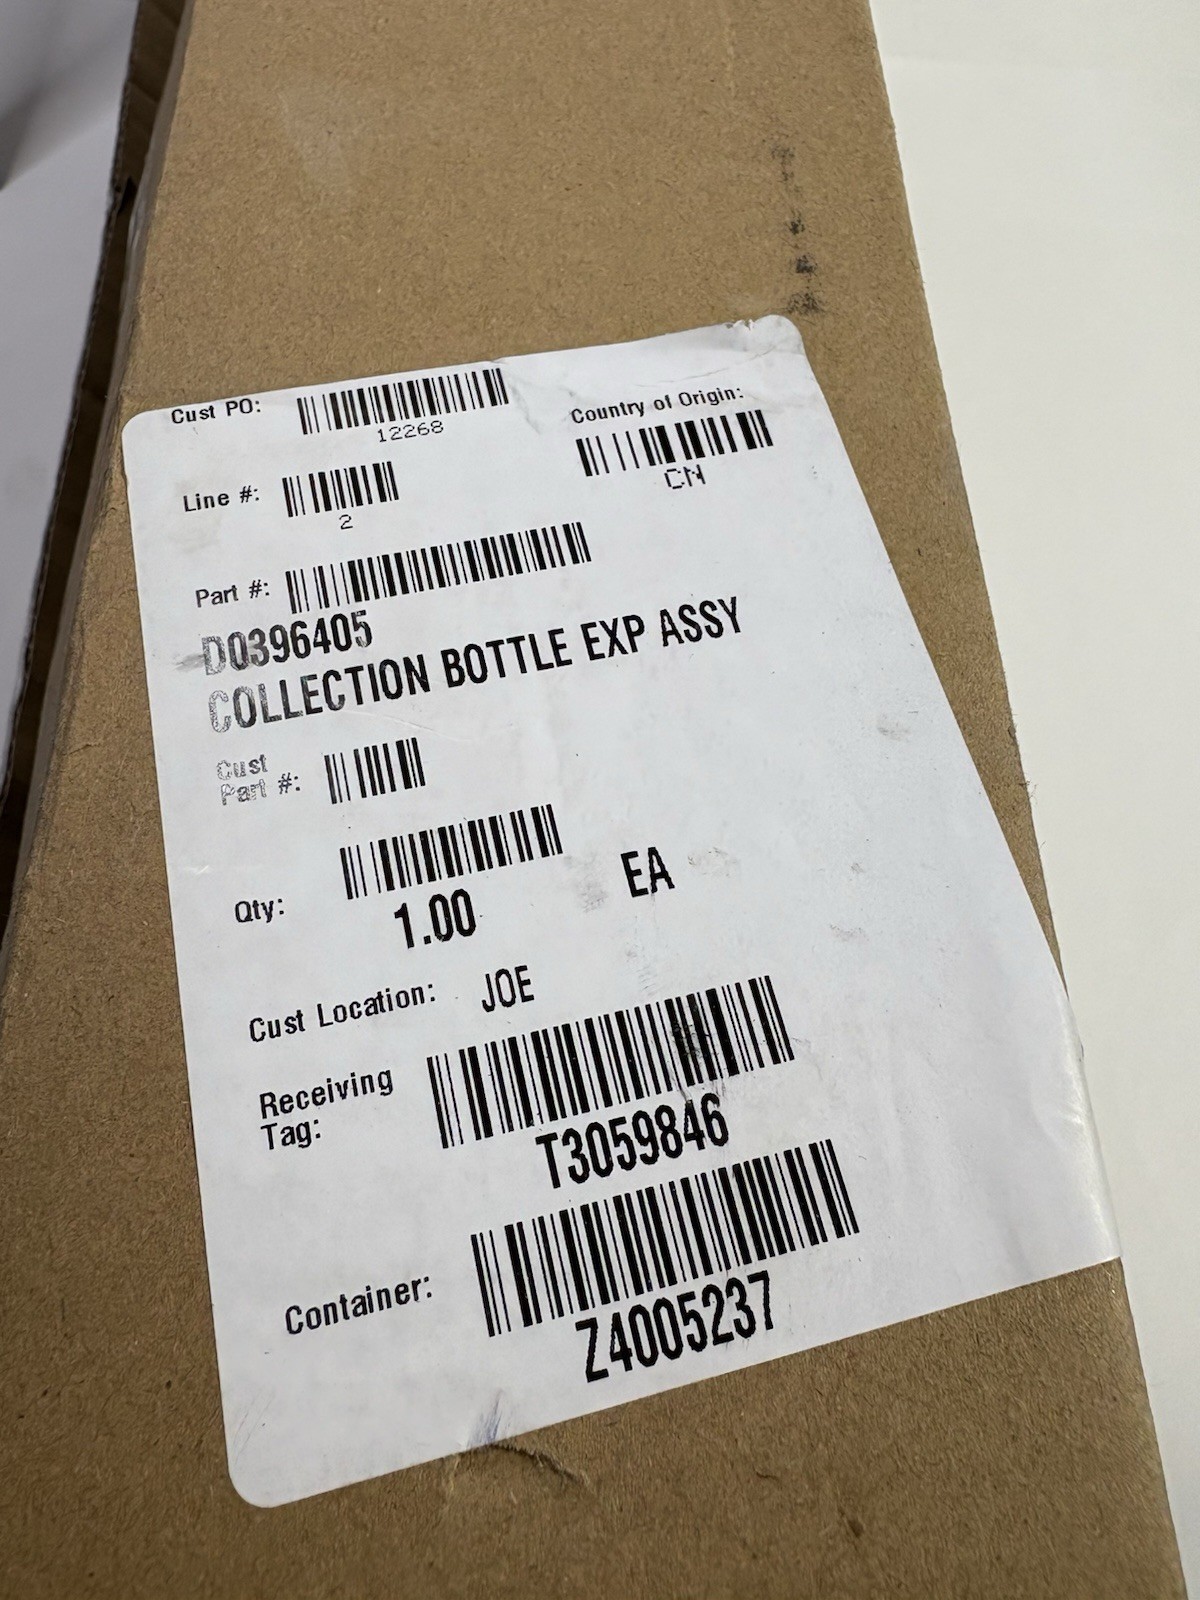 Cust PO:
12268
Country of Origin:
CN
Line #:
2
Part #:
D0396405
COLLECTION BOTTLE EXP ASSY
Cust
Part #:
Qty:
1.00
EA
Cust Location: JOE
Receiving
Tag:
T3059846
Container:
Z4005237